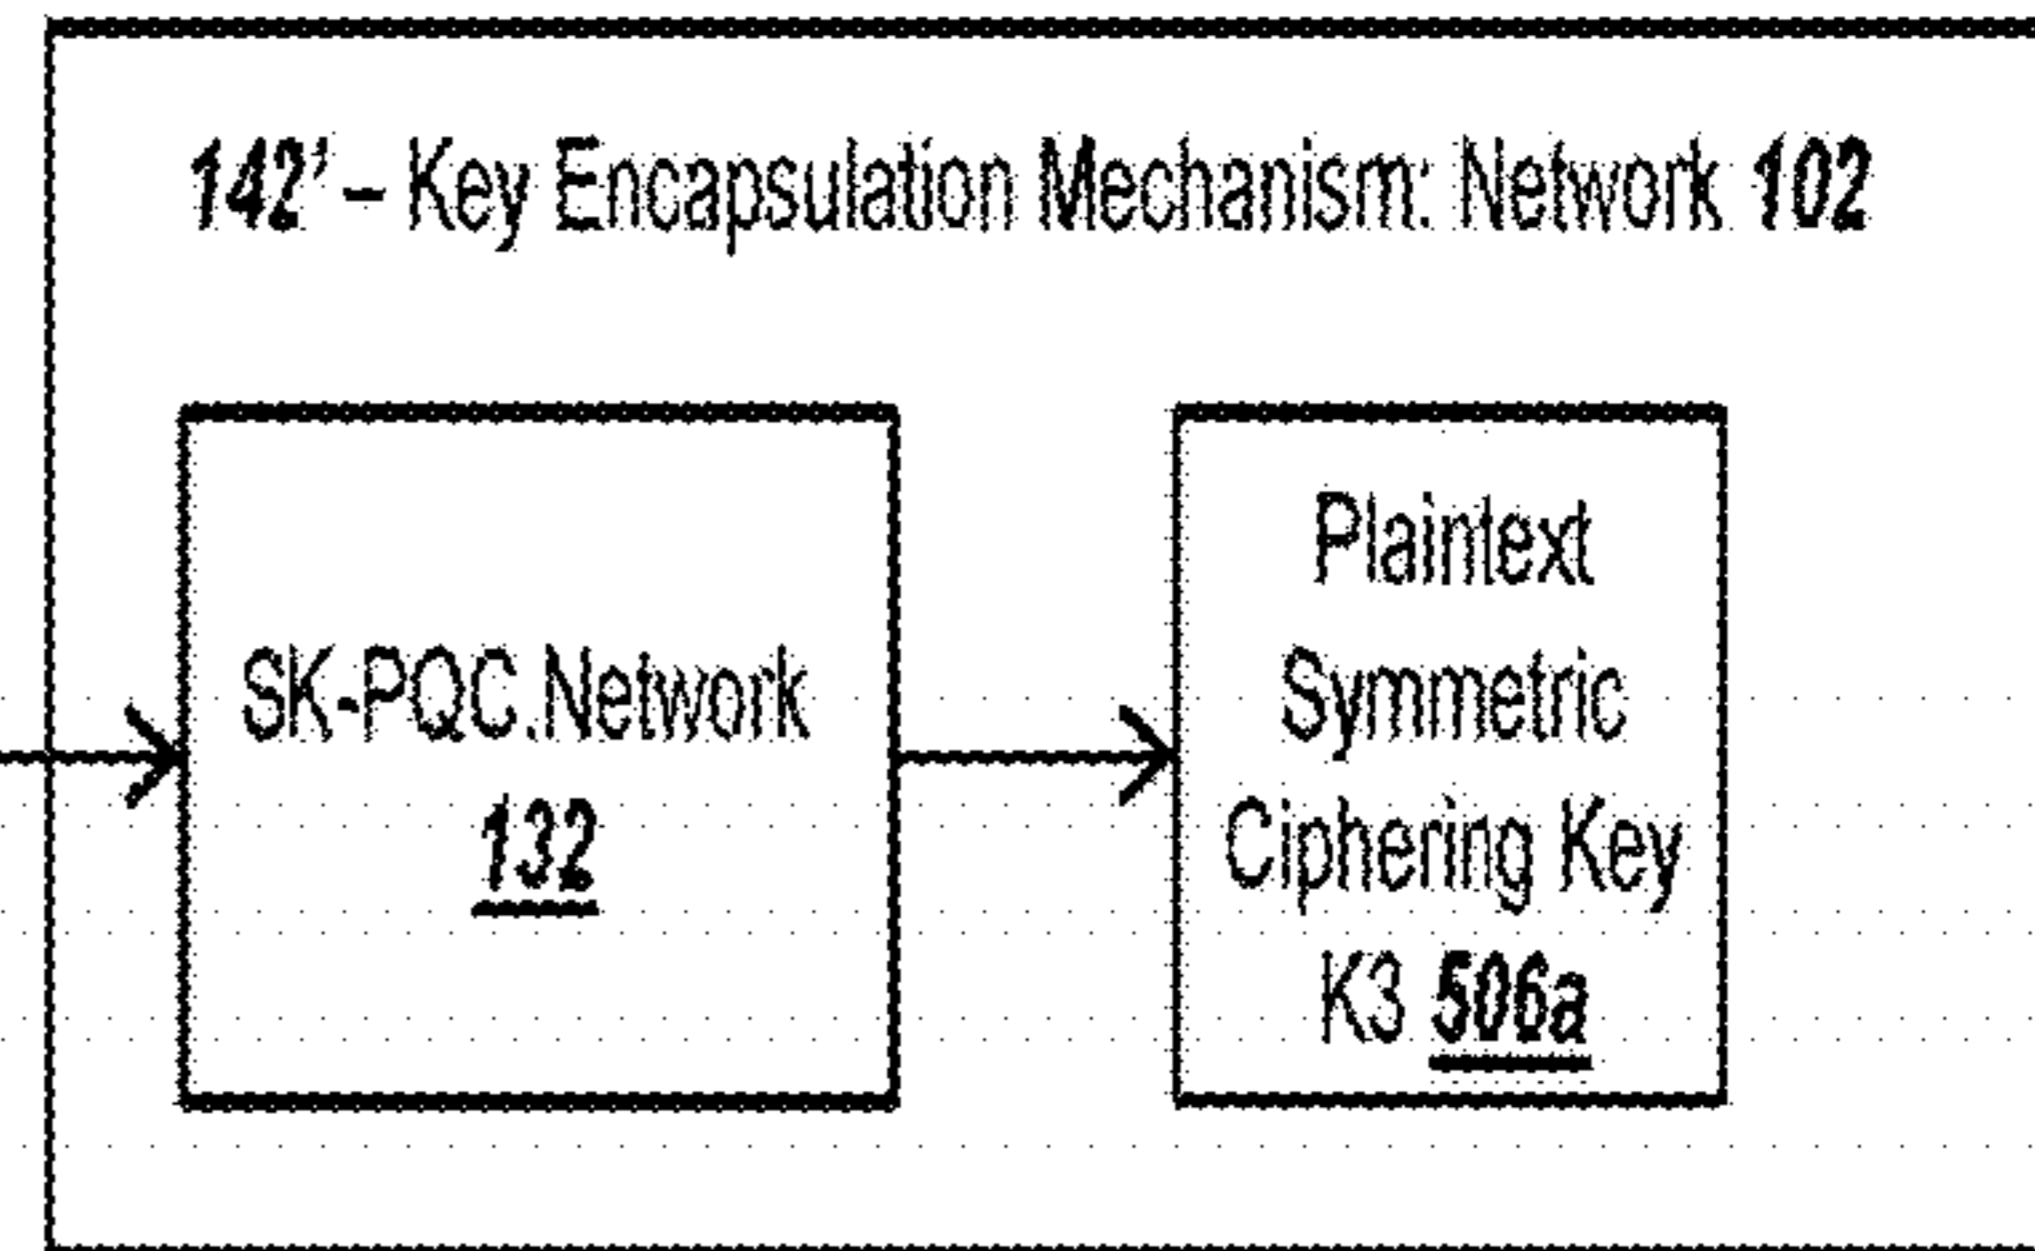 142' – Key Encapsulation Mechanism: Network 102
SK-PQC.Network
132
Plaintext
Symmetric
Ciphering Key
K3 506a